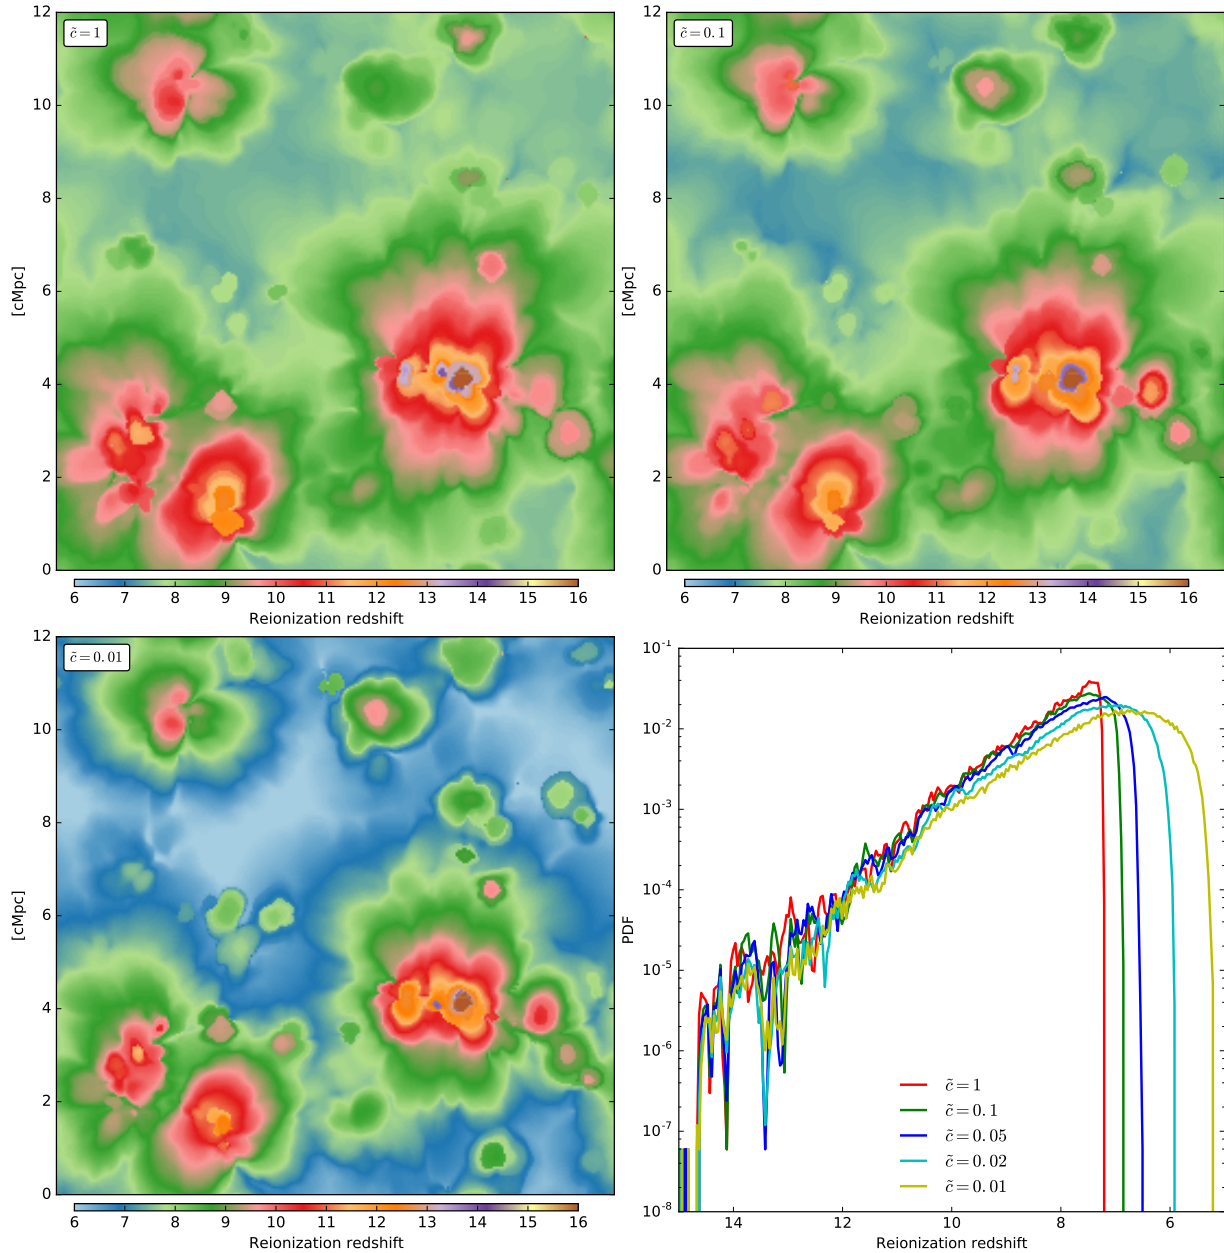 c̃ = 1
12
10
8
6
4
2
0
[cMpc]
6 7 8 9 10 11 12 13 14 15 16
Reionization redshift
c̃ = 0.1
12
10
8
6
4
2
0
[cMpc]
6 7 8 9 10 11 12 13 14 15 16
Reionization redshift
c̃ = 0.01
12
10
8
6
4
2
0
[cMpc]
6 7 8 9 10 11 12 13 14 15 16
Reionization redshift
10⁻¹
10⁻²
10⁻³
10⁻⁴
10⁻⁵
10⁻⁶
10⁻⁷
10⁻⁸
PDF
c̃ = 1
c̃ = 0.1
c̃ = 0.05
c̃ = 0.02
c̃ = 0.01
14 12 10 8 6
Reionization redshift